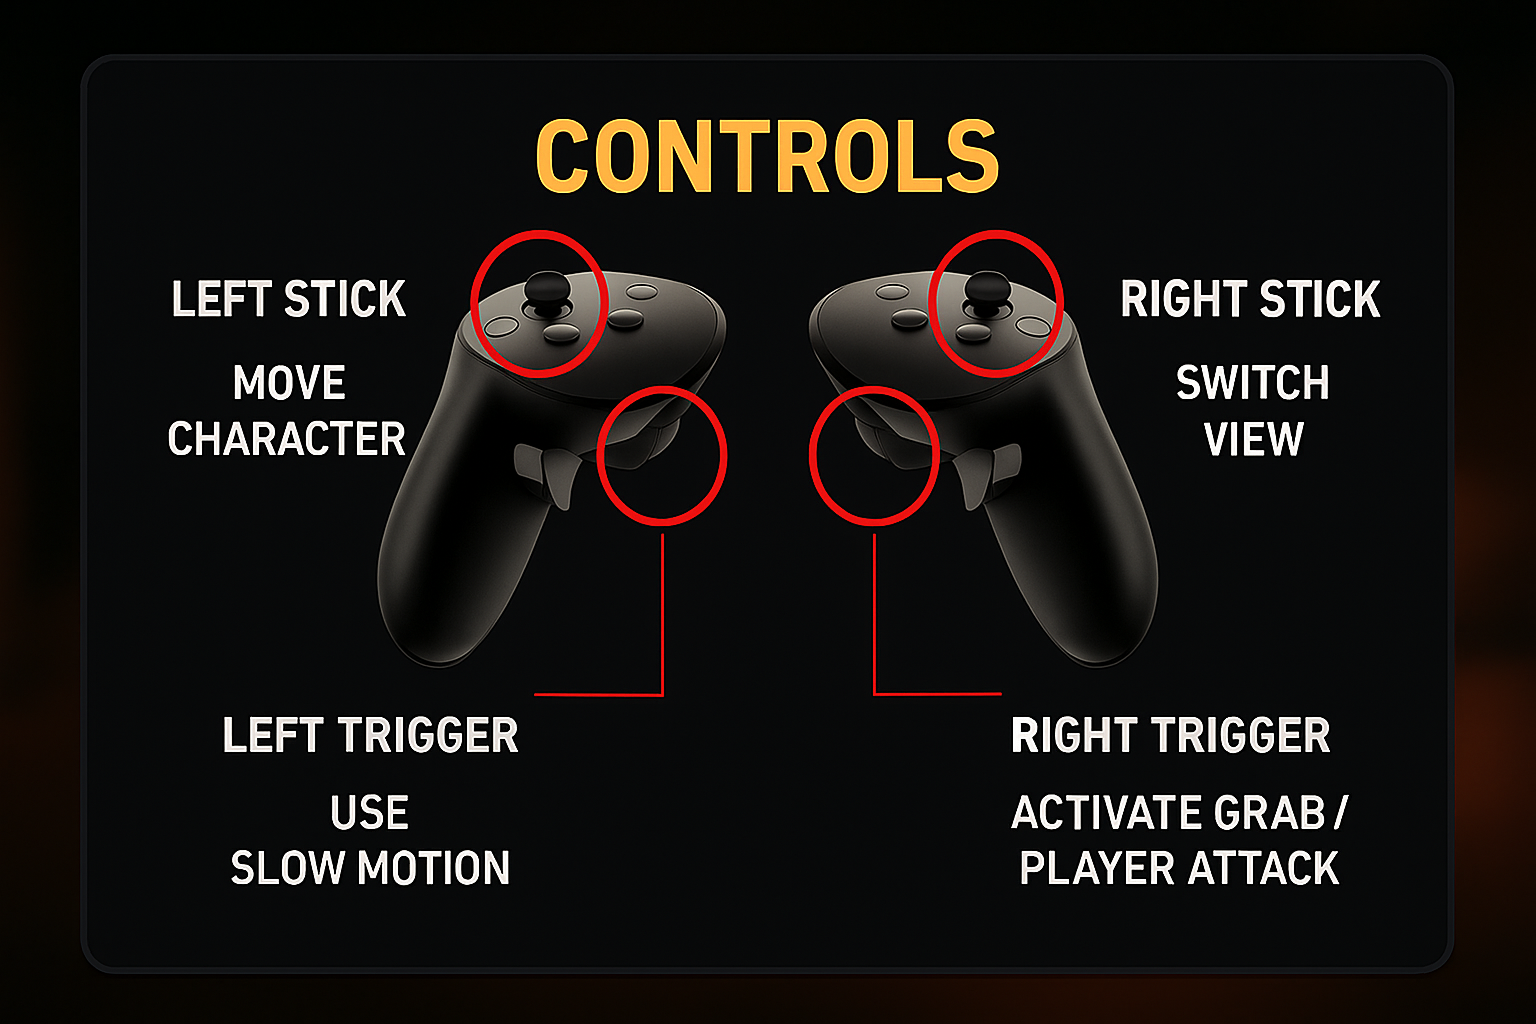 CONTROLS
LEFT STICK
MOVE
CHARACTER
RIGHT STICK
SWITCH
VIEW
LEFT TRIGGER
USE
SLOW MOTION
RIGHT TRIGGER
ACTIVATE GRAB /
PLAYER ATTACK